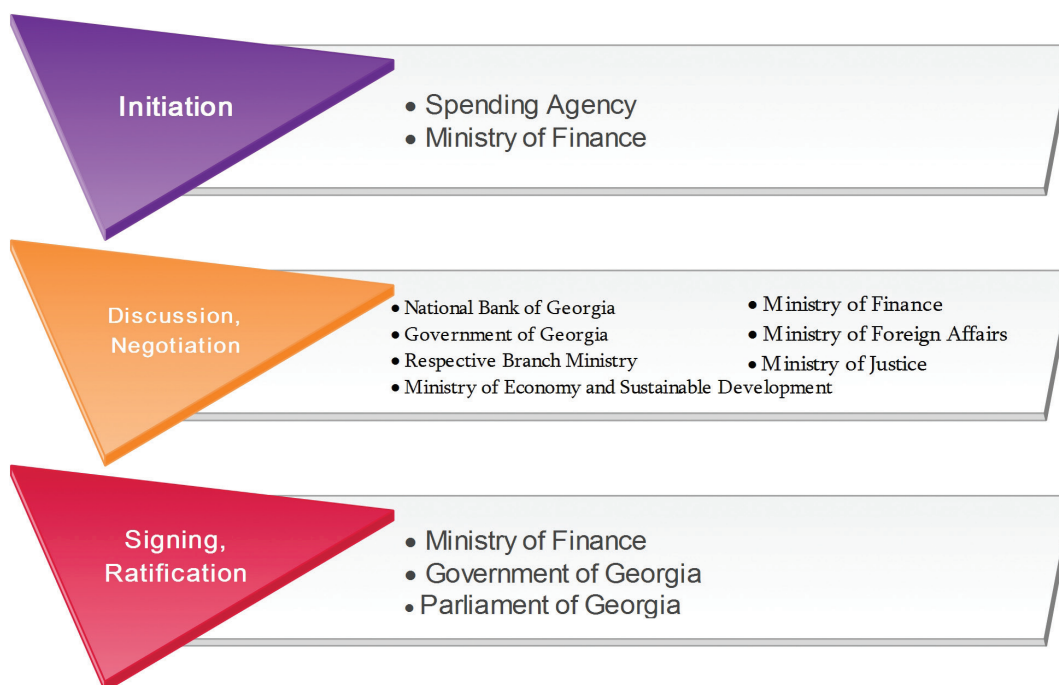 Initiation
• Spending Agency
• Ministry of Finance
Discussion,
Negotiation
• National Bank of Georgia
• Government of Georgia
• Respective Branch Ministry
• Ministry of Economy and Sustainable Development
• Ministry of Finance
• Ministry of Foreign Affairs
• Ministry of Justice
Signing,
Ratification
• Ministry of Finance
• Government of Georgia
• Parliament of Georgia